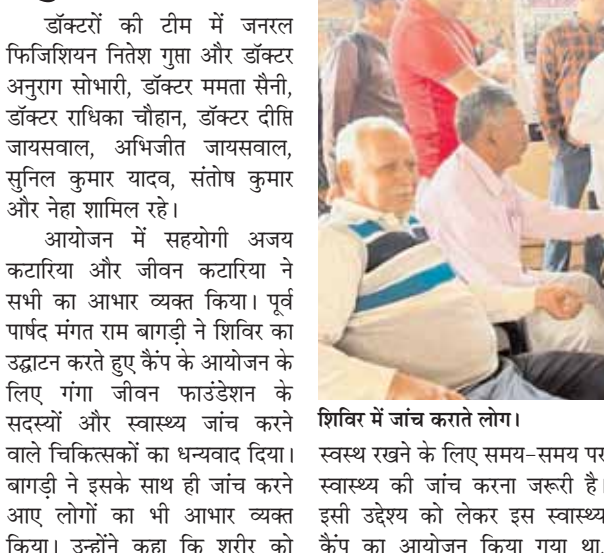 डॉक्टरों की टीम में जनरल
फिजिशियन नितेश गुप्ता और डॉक्टर
अनुराग सोभारी, डॉक्टर ममता सैनी,
डॉक्टर राधिका चौहान, डॉक्टर दीप्ति
जायसवाल, अभिजीत जायसवाल,
सुनिल कुमार यादव, संतोष कुमार
और नेहा शामिल रहे।
आयोजन में सहयोगी अजय
कटारिया और जीवन कटारिया ने
सभी का आभार व्यक्त किया। पूर्व
पार्षद मंगत राम बागड़ी ने शिविर का
उद्घाटन करते हुए कैंप के आयोजन के
लिए गंगा जीवन फाउंडेशन के
सदस्यों और स्वास्थ्य जांच करने
वाले चिकित्सकों का धन्यवाद दिया।
बागड़ी ने इसके साथ ही जांच करने
आए लोगों का भी आभार व्यक्त
किया। उन्होंने कहा कि शरीर को
शिविर में जांच कराते लोग।
स्वस्थ रखने के लिए समय-समय पर
स्वास्थ्य की जांच करना जरूरी है।
इसी उद्देश्य को लेकर इस स्वास्थ्य
कैंप का आयोजन किया गया था